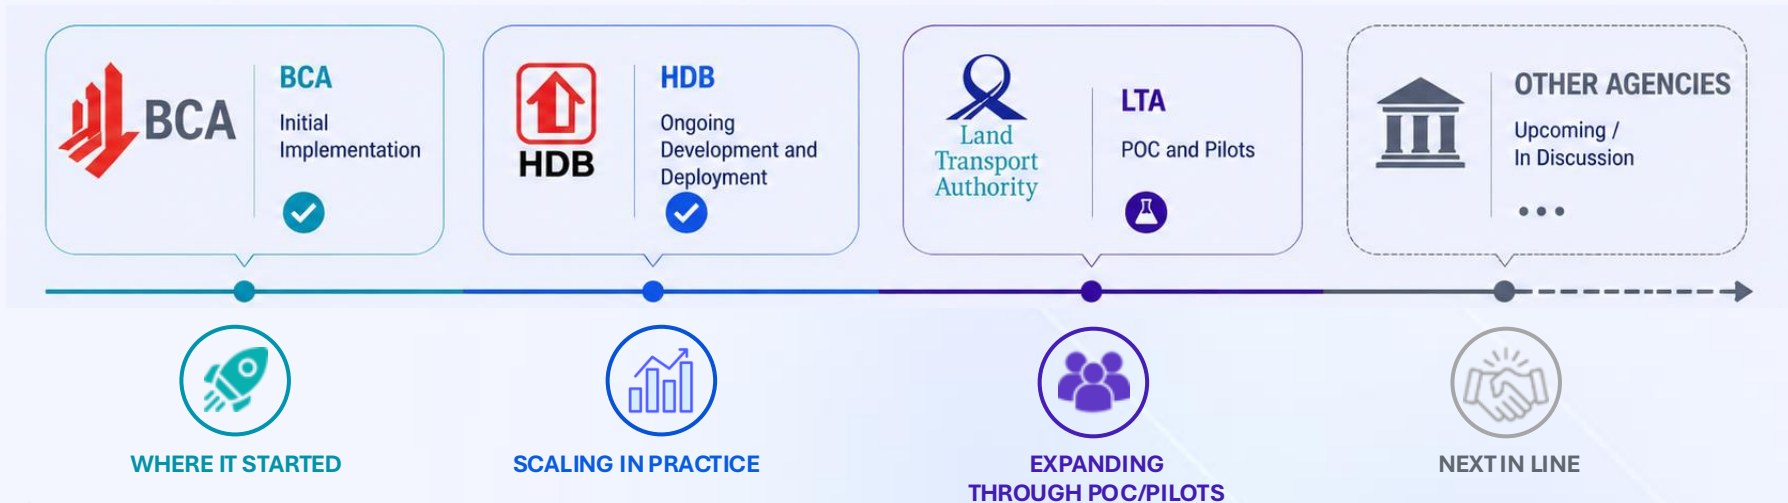 BCA
BCA
Initial
Implementation
HDB
HDB
Ongoing
Development and
Deployment
Land
Transport
Authority
LTA
POC and Pilots
OTHER AGENCIES
Upcoming /
In Discussion
WHERE IT STARTED
SCALING IN PRACTICE
EXPANDING
THROUGH POC/PILOTS
NEXT IN LINE